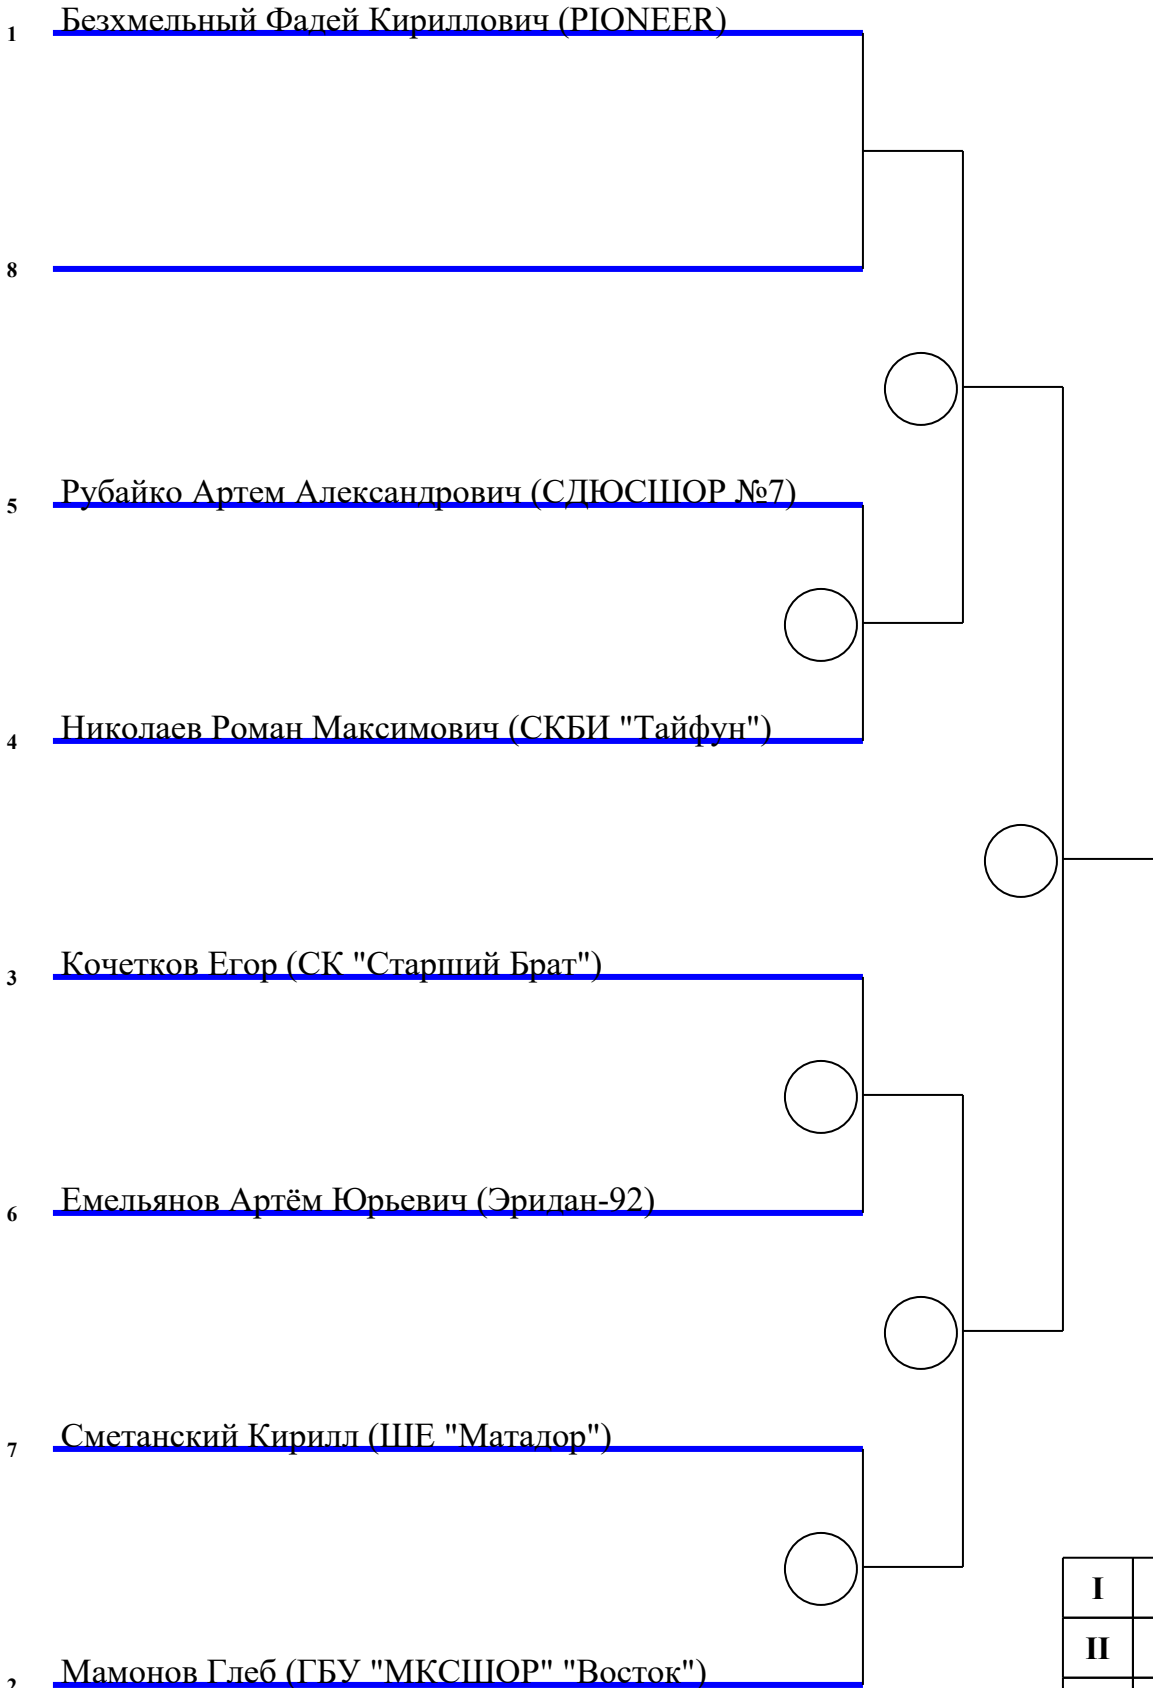 1 Безхмельный Фадей Кириллович (PIONEER)
8
5 Рубайко Артем Александрович (СДЮСШОР №7)
4 Николаев Роман Максимович (СКБИ "Тайфун")
3 Кочетков Егор (СК "Старший Брат")
6 Емельянов Артём Юрьевич (Эридан-92)
7 Сметанский Кирилл (ШЕ "Матадор")
I
II
2 Мамонов Глеб (ГБУ "МКСШОР" "Восток")